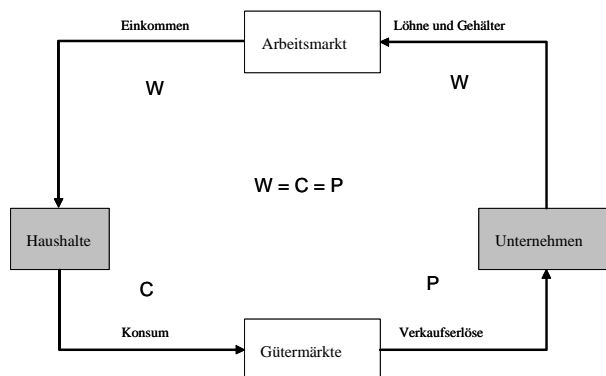 Einkommen
Arbeitsmarkt
Löhne und Gehälter
W
W
W = C = P
Haushalte
Unternehmen
C
P
Konsum
Gütermärkte
Verkaufserlöse